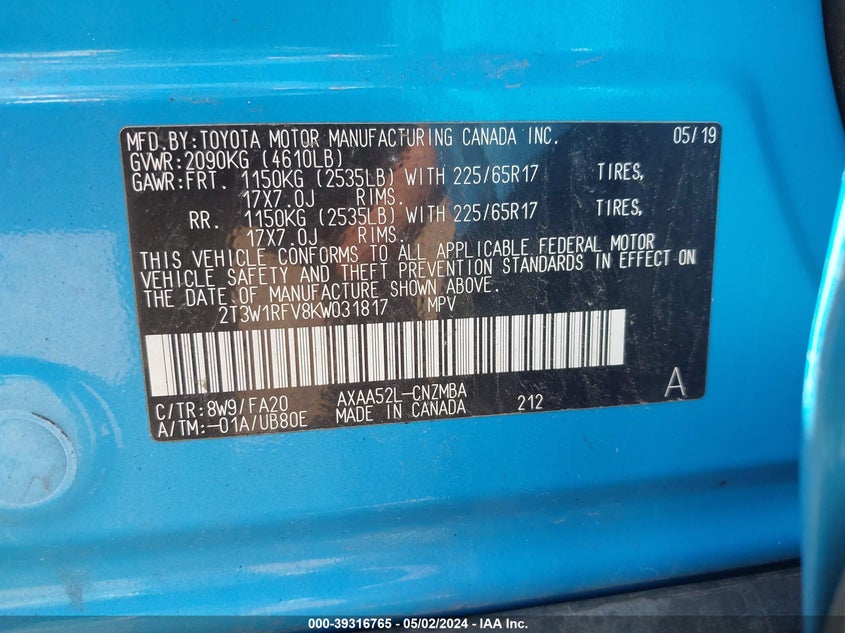 MFD.BY:TOYOTA MOTOR MANUFACTURING CANADA INC. 05/19
GVWR:2090KG (4610LB)
GAWR:FRT. 1150KG (2535LB) WITH 225/65R17 TIRES,
17X7.0J RIMS.
RR. 1150KG (2535LB) WITH 225/65R17 TIRES,
17X7.0J RIMS.
THIS VEHICLE CONFORMS TO ALL APPLICABLE FEDERAL MOTOR
VEHICLE SAFETY AND THEFT PREVENTION STANDARDS IN EFFECT ON
THE DATE OF MANUFACTURE SHOWN ABOVE.
2T3W1RFV8KW031817 MPV
C/TR:8W9/FA20 AXAA52L-CNZMBA A
A/TM:-01A/UB80E MADE IN CANADA 212
000-39316765 - 05/02/2024 - IAA Inc.